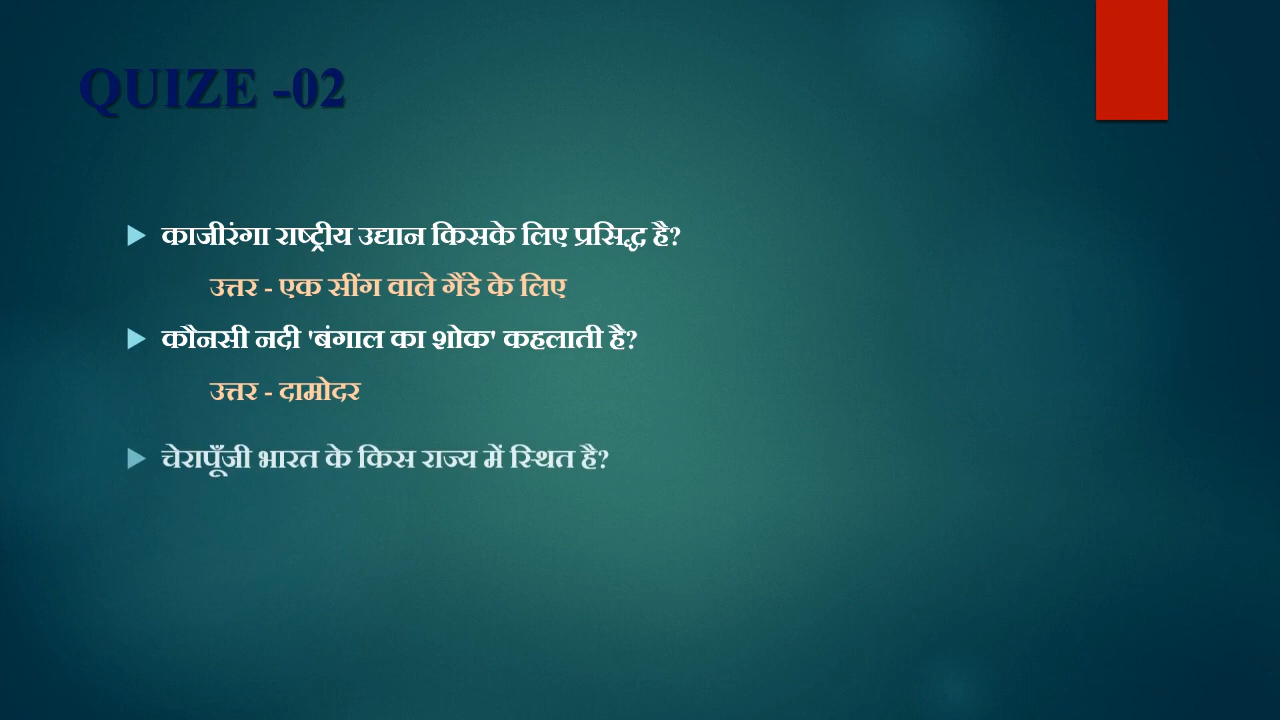 QUIZE -02
काजीरंगा राष्ट्रीय उद्यान किसके लिए प्रसिद्ध है?
उत्तर - एक सींग वाले गैंडे के लिए
कौनसी नदी 'बंगाल का शोक' कहलाती है?
उत्तर - दामोदर
चेरापूँजी भारत के किस राज्य में स्थित है?